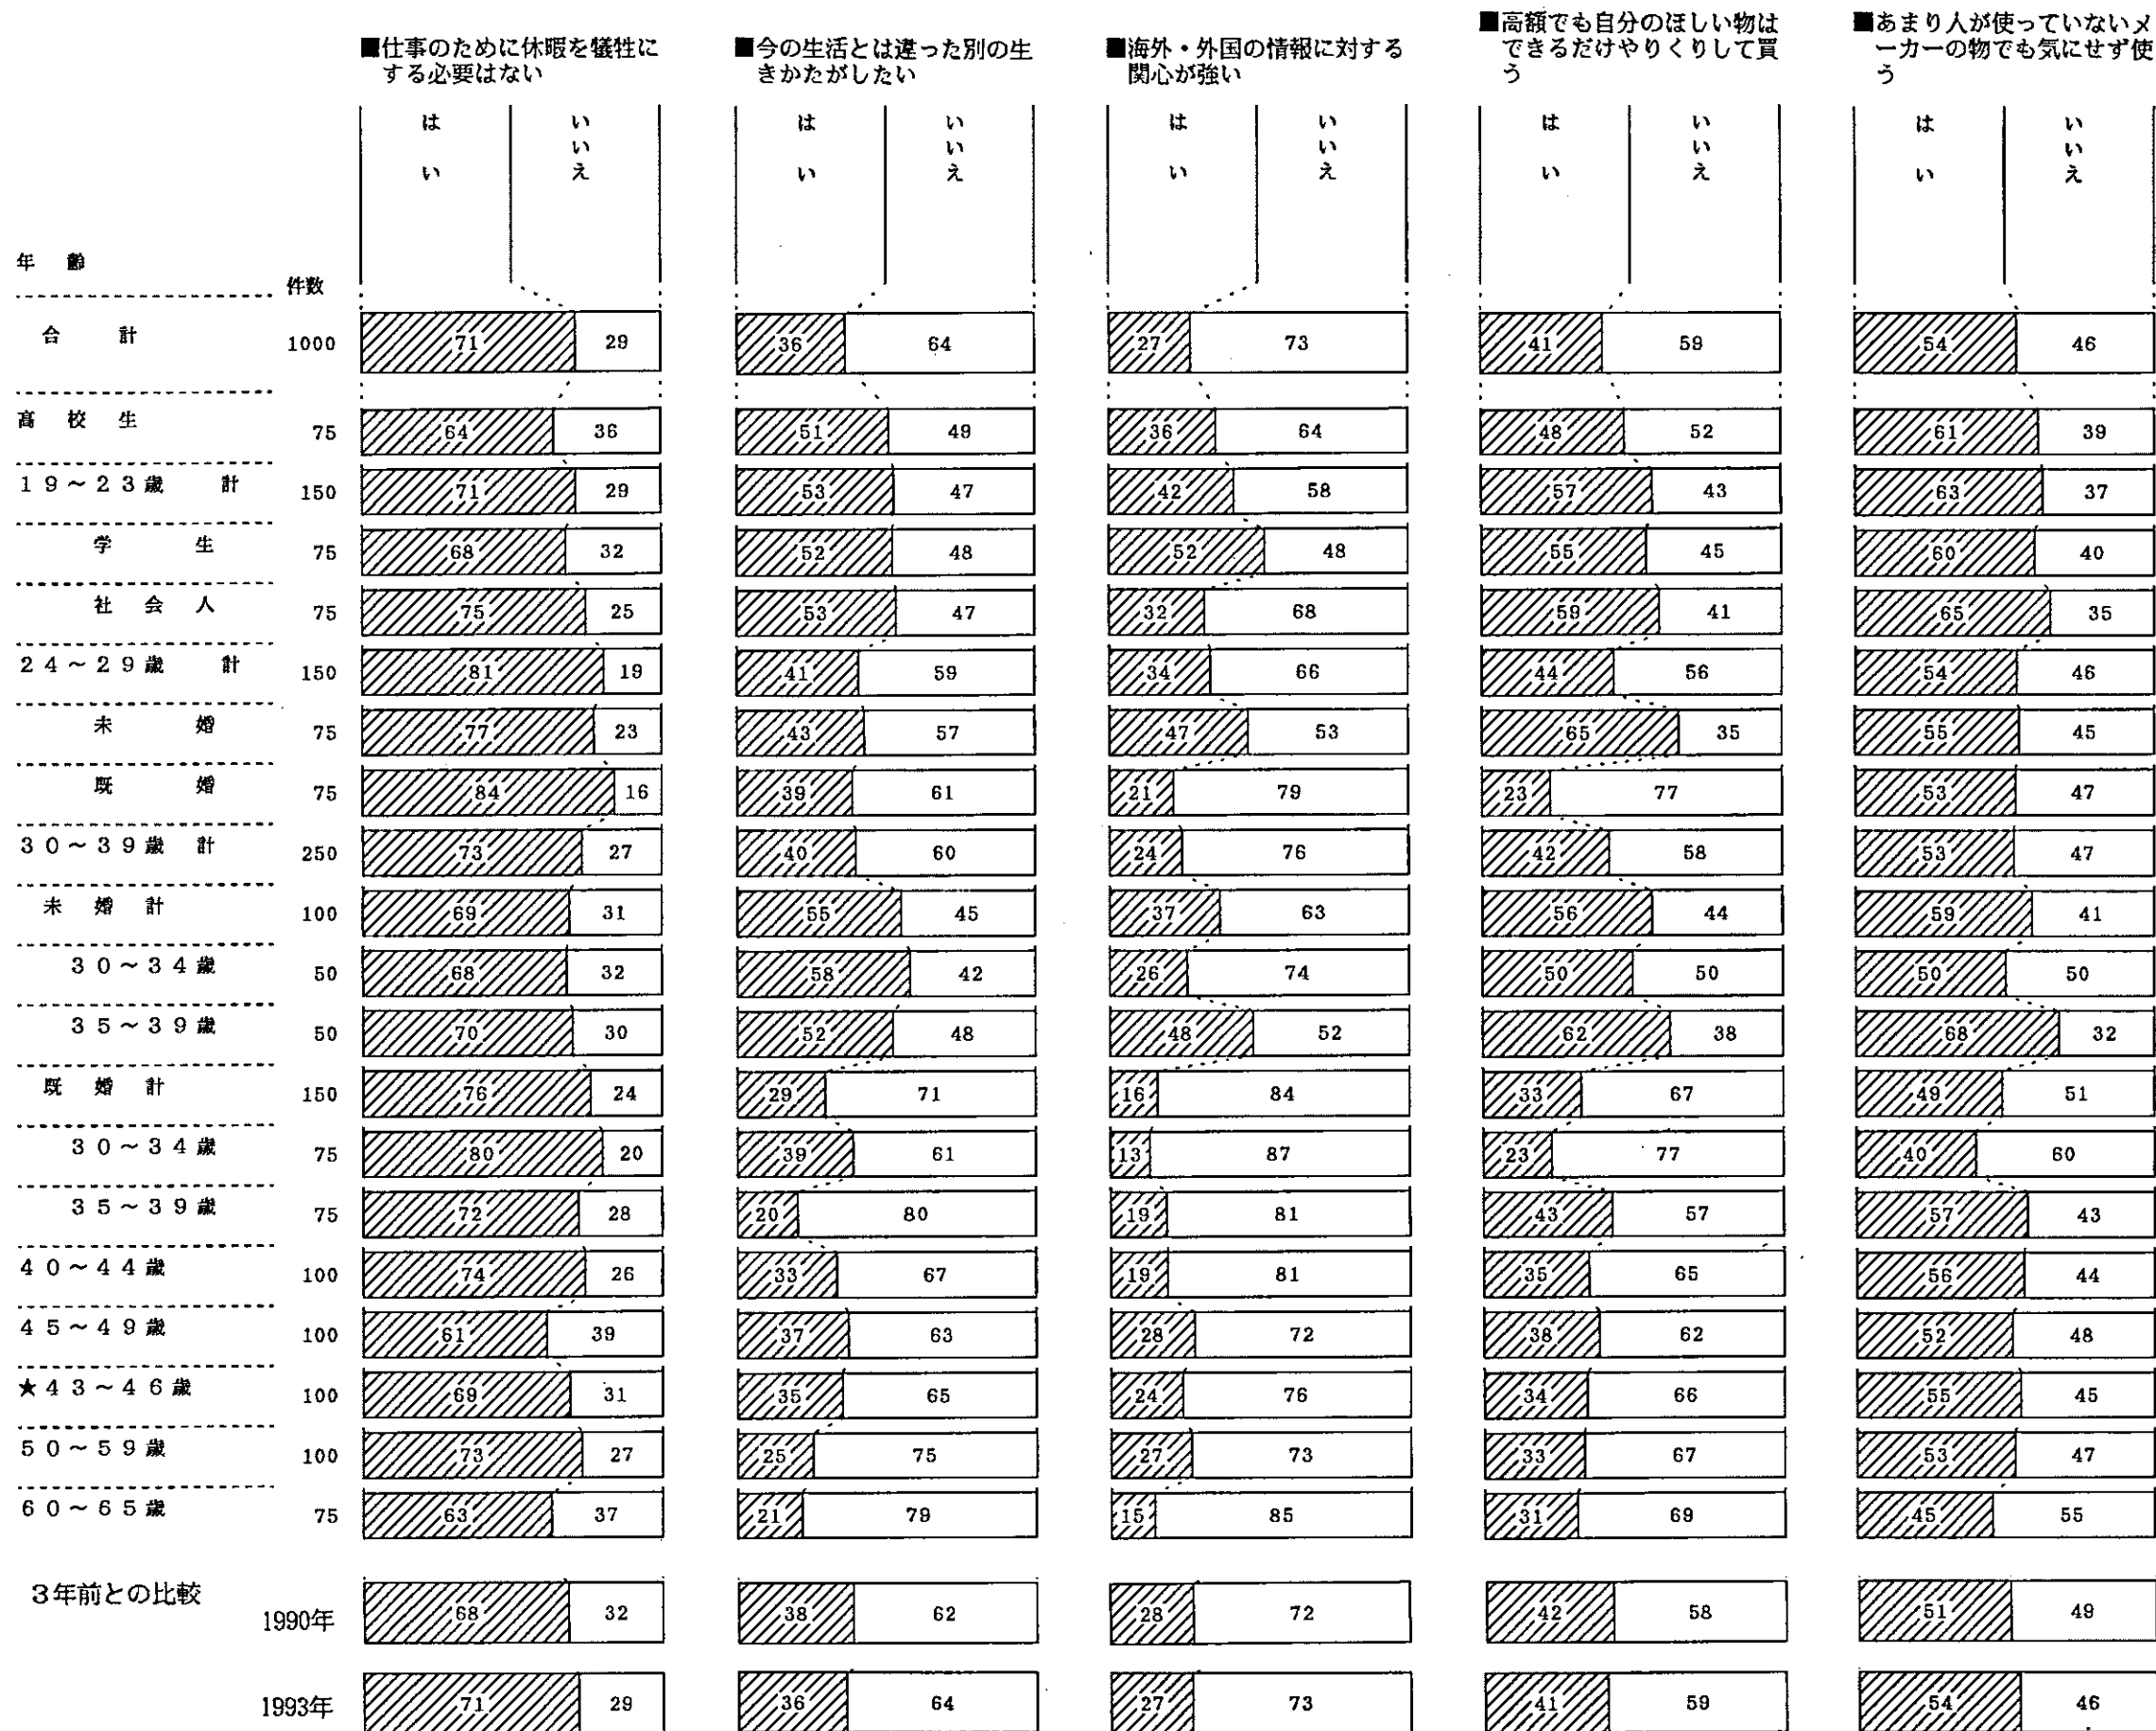 ■仕事のために休暇を犠牲に
する必要はない
■今の生活とは違った別の生
きかたがしたい
■海外・外国の情報に対する
関心が強い
■高額でも自分のほしい物は
できるだけやりくりして買
う
■あまり人が使っていないメ
ーカーの物でも気にせず使
う
はい いいえ はい いいえ はい いいえ はい いいえ はい いいえ
年齢
件数
合計 1000 71 29 36 64 27 73 41 59 54 46
高校生 75 64 36 51 49 36 64 48 52 61 39
19～23歳 計 150 71 29 53 47 42 58 57 43 63 37
学生 75 68 32 52 48 52 48 55 45 60 40
社会人 75 75 25 53 47 32 68 59 41 65 35
24～29歳 計 150 81 19 41 59 34 66 44 56 54 46
未婚 75 77 23 43 57 47 53 65 35 55 45
既婚 75 84 16 39 61 21 79 23 77 53 47
30～39歳 計 250 73 27 40 60 24 76 42 58 53 47
未婚計 100 69 31 55 45 37 63 56 44 59 41
30～34歳 50 68 32 58 42 26 74 50 50 50 50
35～39歳 50 70 30 52 48 48 52 62 38 68 32
既婚計 150 76 24 29 71 16 84 33 67 49 51
30～34歳 75 80 20 39 61 13 87 23 77 40 60
35～39歳 75 72 28 20 80 19 81 43 57 57 43
40～44歳 100 74 26 33 67 19 81 35 65 56 44
45～49歳 100 61 39 37 63 28 72 38 62 52 48
★43～46歳 100 69 31 35 65 24 76 34 66 55 45
50～59歳 100 73 27 25 75 27 73 33 67 53 47
60～65歳 75 63 37 21 79 15 85 31 69 45 55
3年前との比較
1990年 68 32 38 62 28 72 42 58 51 49
1993年 71 29 36 64 27 73 41 59 54 46